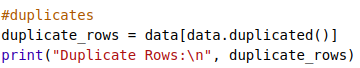 #duplicates
duplicate_rows = data[data.duplicated()]
print("Duplicate Rows:\n", duplicate_rows)